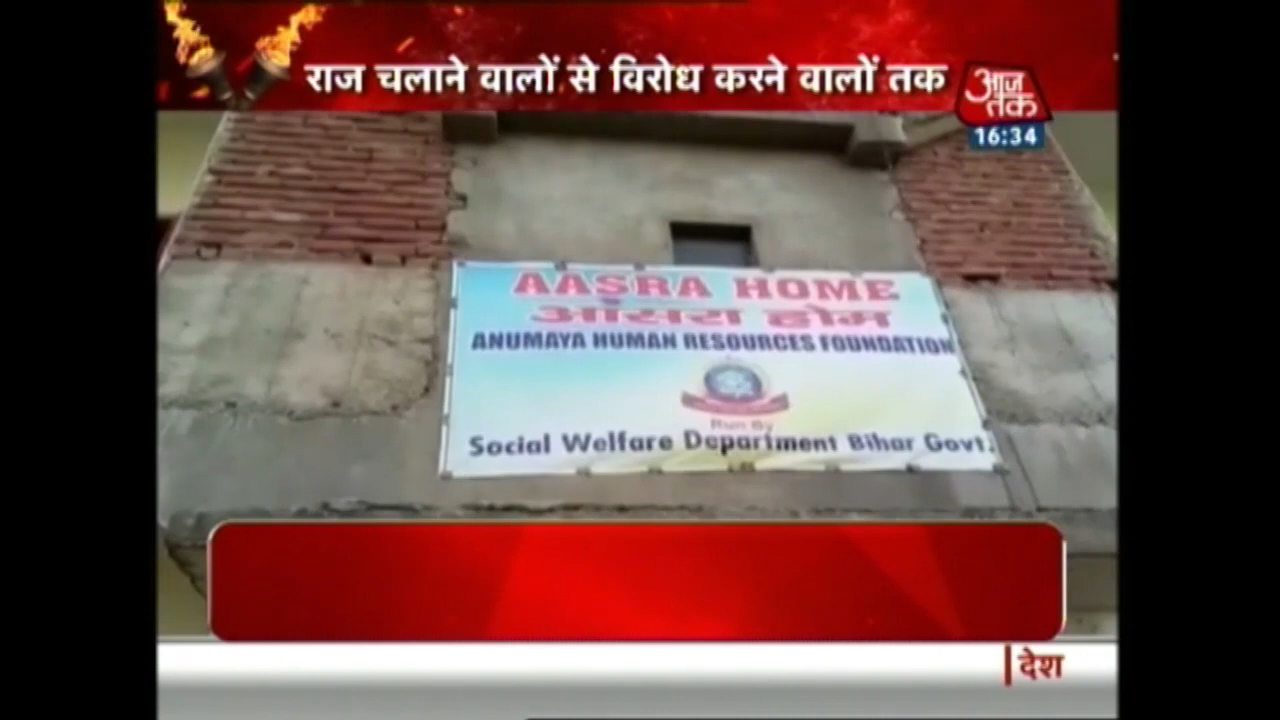 राज चलाने वालों से विरोध करने वालों तक
आज
तक
16:34
AASRA HOME
आसरा होम
ANUMAYA HUMAN RESOURCES FOUNDATION
Run By
Social Welfare Department Bihar Govt.
देश